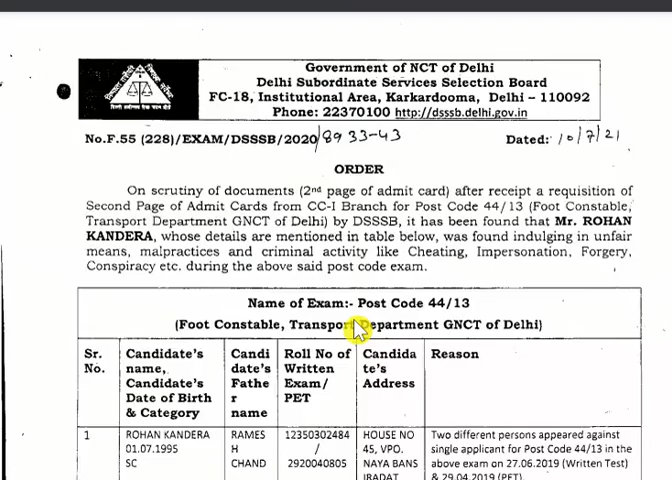 Government of NCT of Delhi
Delhi Subordinate Services Selection Board
FC-18, Institutional Area, Karkardooma, Delhi – 110092
Phone: 22370100 http://dsssb.delhi.gov.in
No.F.55 (228)/EXAM/DSSSB/2020/8933-43 Dated: 10/7/21
ORDER
On scrutiny of documents (2nd page of admit card) after receipt a requisition of
Second Page of Admit Cards from CC-I Branch for Post Code 44/13 (Foot Constable,
Transport Department GNCT of Delhi) by DSSSB, it has been found that Mr. ROHAN
KANDERA, whose details are mentioned in table below, was found indulging in unfair
means, malpractices and criminal activity like Cheating, Impersonation, Forgery,
Conspiracy etc. during the above said post code exam.
Name of Exam:- Post Code 44/13
(Foot Constable, Transport Department GNCT of Delhi)
Sr. No.
Candidate's name, Candidate's Date of Birth & Category
Candi date's Fathe r name
Roll No of Written Exam/ PET
Candida te's Address
Reason
1
ROHAN KANDERA
01.07.1995
SC
RAMES
H
CHAND
12350302484
/
2920040805
HOUSE NO
45, VPO.
NAYA BANS
IRADAT
Two different persons appeared against
single applicant for Post Code 44/13 in the
above exam on 27.06.2019 (Written Test)
& 29.04.2019 (PET).